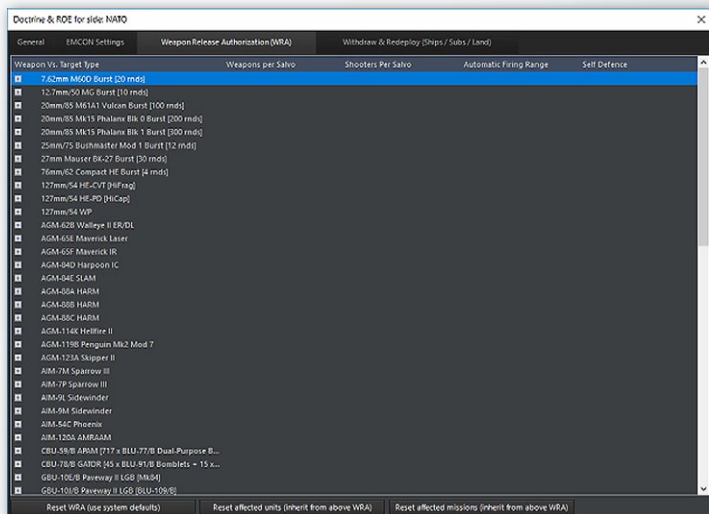 Doctrine & ROE for side: NATO
General EMCON Settings Weapon Release Authorization (WRA) Withdraw & Redeploy (Ships / Subs / Land)
Weapon Vs. Target Type Weapons per Salvo Shooters Per Salvo Automatic Firing Range Self Defence
7.62mm M60D Burst [20 rnds]
12.7mm/50 MG Burst [10 rnds]
20mm/85 M61A1 Vulcan Burst [100 rnds]
20mm/85 Mk15 Phalanx Blk 0 Burst [200 rnds]
20mm/85 Mk15 Phalanx Blk 1 Burst [300 rnds]
25mm/75 Bushmaster Mod 1 Burst [12 rnds]
27mm Mauser BK-27 Burst [30 rnds]
76mm/62 Compact HE Burst [4 rnds]
127mm/54 HE-CVT [HiFrag]
127mm/54 HE-PD [HiCap]
127mm/54 WP
AGM-62B Walleye II ER/DL
AGM-65E Maverick Laser
AGM-65F Maverick IR
AGM-84D Harpoon IC
AGM-84E SLAM
AGM-88A HARM
AGM-88B HARM
AGM-88C HARM
AGM-114K Hellfire II
AGM-119B Penguin Mk2 Mod 7
AGM-123A Skipper II
AIM-7M Sparrow III
AIM-7P Sparrow III
AIM-9L Sidewinder
AIM-9M Sidewinder
AIM-54C Phoenix
AIM-120A AMRAAM
CBU-59/B APAM [717 x BLU-77/B Dual-Purpose B...
CBU-78/B GATOR [45 x BLU-91/B Bomblets + 15 x...
GBU-10E/B Paveway II LGB [Mk84]
GBU-10J/B Paveway II LGB [BLU-109/B]
Reset WRA (use system defaults) Reset affected units (inherit from above WRA) Reset affected missions (inherit from above WRA)